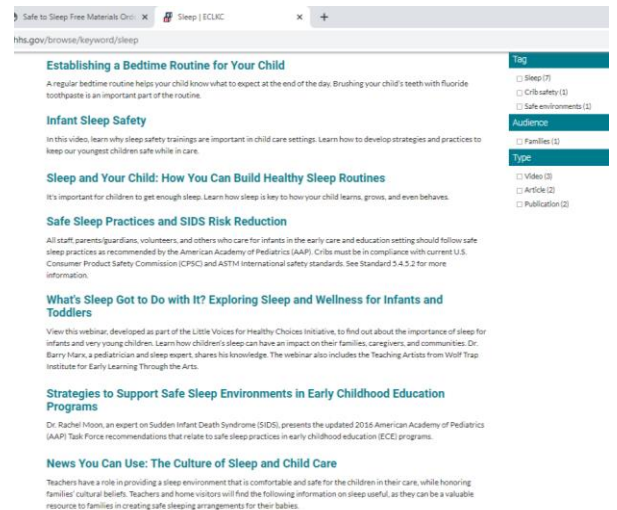 Safe to Sleep Free Materials Ord
Sleep | ECLKC
hhs.gov/browse/keyword/sleep
Establishing a Bedtime Routine for Your Child
A regular bedtime routine helps your child know what to expect at the end of the day. Brushing your child's teeth with fluoride
toothpaste is an important part of the routine.
Infant Sleep Safety
In this video, learn why sleep safety trainings are important in child care settings. Learn how to develop strategies and practices to
keep our youngest children safe while in care.
Sleep and Your Child: How You Can Build Healthy Sleep Routines
It's important for children to get enough sleep. Learn how sleep is key to how your child learns, grows, and even behaves.
Safe Sleep Practices and SIDS Risk Reduction
All staff, parents/guardians, volunteers, and others who care for infants in the early care and education setting should follow safe
sleep practices as recommended by the American Academy of Pediatrics (AAP). Cribs must be in compliance with current U.S.
Consumer Product Safety Commission (CPSC) and ASTM International safety standards. See Standard 5.4.5.2 for more
information.
What's Sleep Got to Do with It? Exploring Sleep and Wellness for Infants and
Toddlers
View this webinar, developed as part of the Little Voices for Healthy Choices Initiative, to find out about the importance of sleep for
infants and very young children. Learn how children's sleep can have an impact on their families, caregivers, and communities. Dr.
Barry Marx, a pediatrician and sleep expert, shares his knowledge. The webinar also includes the Teaching Artists from Wolf Trap
Institute for Early Learning Through the Arts.
Strategies to Support Safe Sleep Environments in Early Childhood Education
Programs
Dr. Rachel Moon, an expert on Sudden Infant Death Syndrome (SIDS), presents the updated 2016 American Academy of Pediatrics
(AAP) Task Force recommendations that relate to safe sleep practices in early childhood education (ECE) programs.
News You Can Use: The Culture of Sleep and Child Care
Teachers have a role in providing a sleep environment that is comfortable and safe for the children in their care, while honoring
families' cultural beliefs. Teachers and home visitors will find the following information on sleep useful, as they can be a valuable
resource to families in creating safe sleeping arrangements for their babies.
Tag
Sleep (7)
Crib safety (1)
Safe environments (1)
Audience
Families (1)
Type
Video (3)
Article (2)
Publication (2)